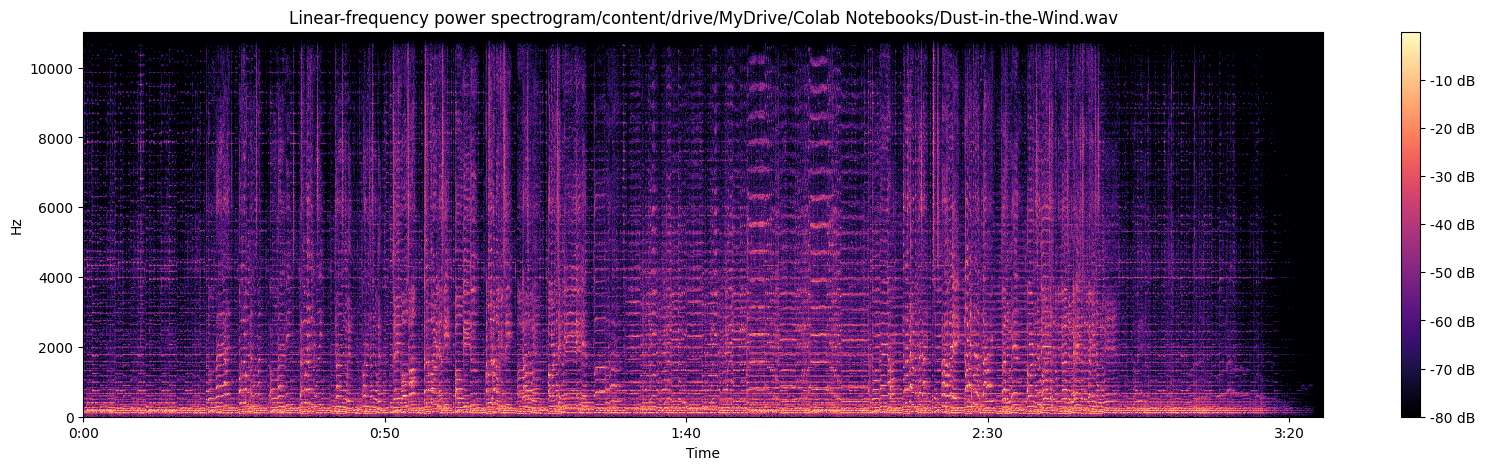 Linear-frequency power spectrogram/content/drive/MyDrive/Colab Notebooks/Dust-in-the-Wind.wav
Hz
10000
8000
6000
4000
2000
0
0:00
0:50
1:40
2:30
3:20
Time
-10 dB
-20 dB
-30 dB
-40 dB
-50 dB
-60 dB
-70 dB
-80 dB